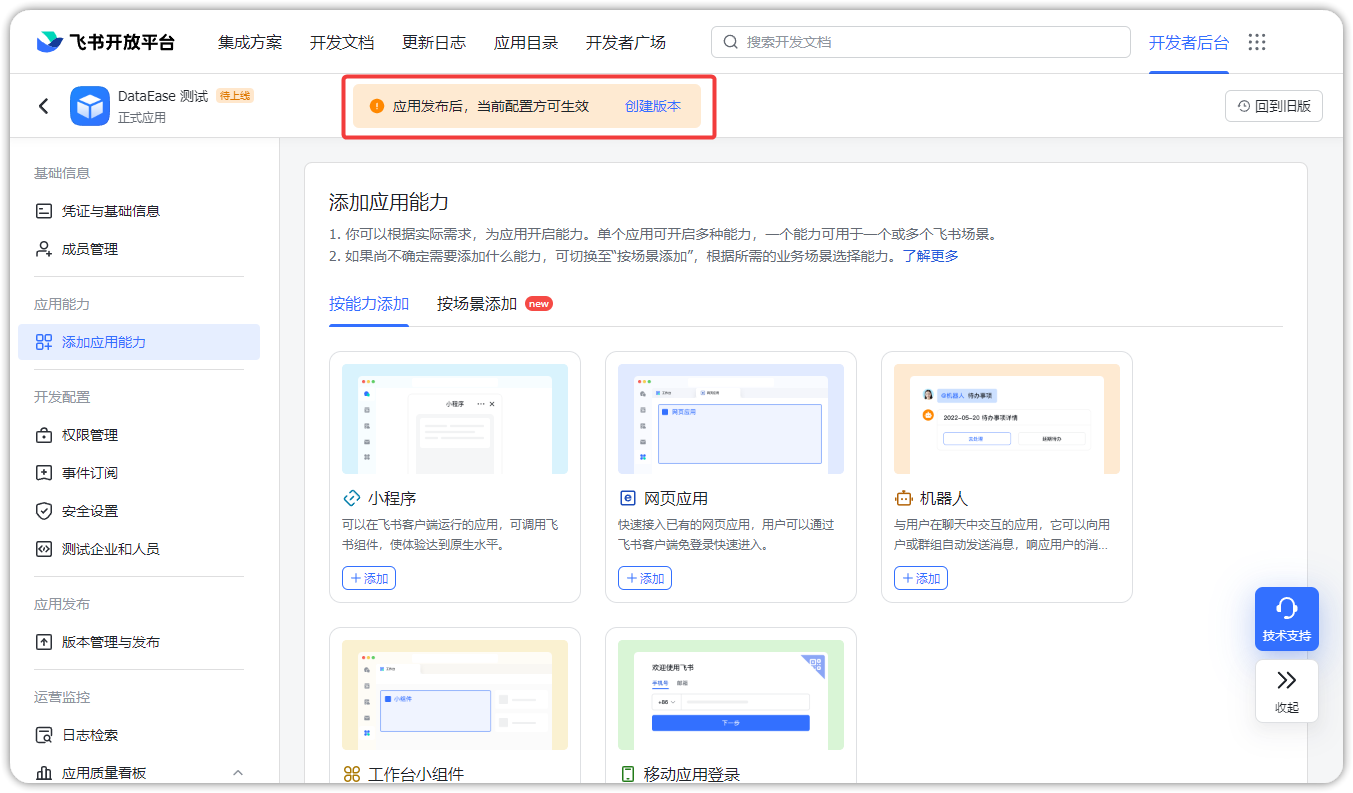 飞书开放平台
集成方案
开发文档
更新日志
应用目录
开发者广场
搜索开发文档
开发者后台
DataEase 测试
待上线
正式应用
应用发布后，当前配置方可生效
创建版本
回到旧版
基础信息
凭证与基础信息
成员管理
应用能力
添加应用能力
开发配置
权限管理
事件订阅
安全设置
测试企业和人员
应用发布
版本管理与发布
运营监控
日志检索
应用质量看板
添加应用能力
1. 你可以根据实际需求，为应用开启能力。单个应用可开启多种能力，一个能力可用于一个或多个飞书场景。
2. 如果尚不确定需要添加什么能力，可切换至“按场景添加”，根据所需的业务场景选择能力。了解更多
按能力添加
按场景添加
new
小程序
小程序
可以在飞书客户端运行的应用，可调用飞
书组件，使体验达到原生水平。
添加
工作台
网页应用
网页应用
网页应用
快速接入已有的网页应用，用户可以通过
飞书客户端免登录快速进入。
添加
@机器人 待办事项
2022-05-20 待办事项详情
机器人
与用户在聊天中交互的应用，它可以向用
户或群组自动发送消息，响应用户的消...
添加
工作台
小组件
工作台小组件
欢迎使用飞书
手机号
邮箱
+86
下一步
移动应用登录
技术支持
收起